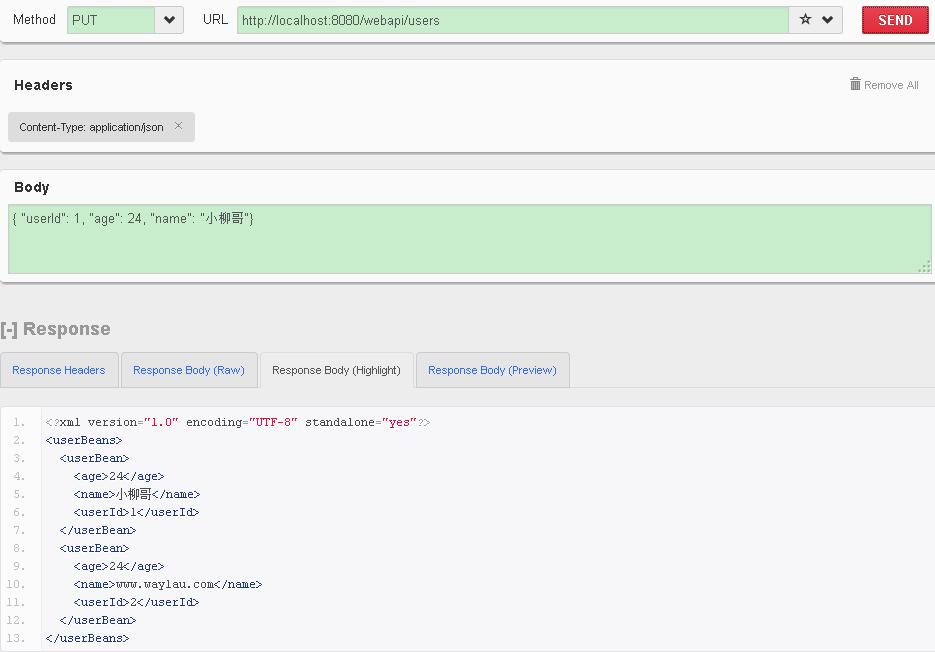 Method PUT URL http://localhost:8080/webapi/users SEND
Headers Remove All
Content-Type: application/json ×
Body
{ "userId": 1, "age": 24, "name": "小柳哥"}
[-] Response
Response Headers Response Body (Raw) Response Body (Highlight) Response Body (Preview)
1. <?xml version="1.0" encoding="UTF-8" standalone="yes"?>
2. <userBeans>
3. <userBean>
4. <age>24</age>
5. <name>小柳哥</name>
6. <userId>1</userId>
7. </userBean>
8. <userBean>
9. <age>24</age>
10. <name>www.waylau.com</name>
11. <userId>2</userId>
12. </userBean>
13. </userBeans>